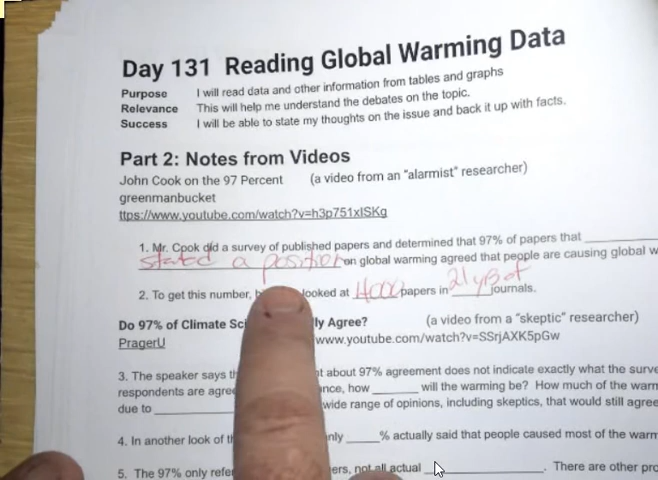 Day 131 Reading Global Warming Data
Purpose I will read data and other information from tables and graphs
Relevance This will help me understand the debates on the topic.
Success I will be able to state my thoughts on the issue and back it up with facts.
Part 2: Notes from Videos
John Cook on the 97 Percent (a video from an "alarmist" researcher)
greenmanbucket
ttps://www.youtube.com/watch?v=h3p751xISKg
1. Mr. Cook did a survey of published papers and determined that 97% of papers that ________
stated a position on global warming agreed that people are causing global w
2. To get this number, looked at 4000 papers in 21 yrs of journals.
Do 97% of Climate Sc ly Agree? (a video from a "skeptic" researcher)
PragerU www.youtube.com/watch?v=SSrjAXK5pGw
3. The speaker says th t about 97% agreement does not indicate exactly what the surve
respondents are agree nce, how ________ will the warming be? How much of the warm
due to ________ wide range of opinions, including skeptics, that would still agree
4. In another look of th nly _____% actually said that people caused most of the warm
5. The 97% only refe ers, not all actual ________. There are other pro